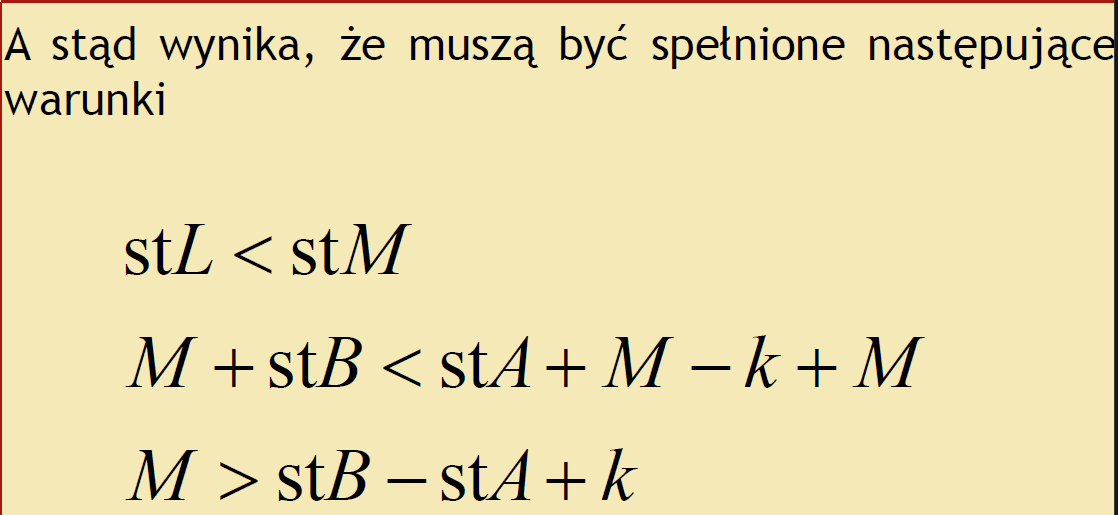 A stąd wynika, że muszą być spełnione następujące
warunki
stL < stM
M + stB < stA + M − k + M
M > stB − stA + k